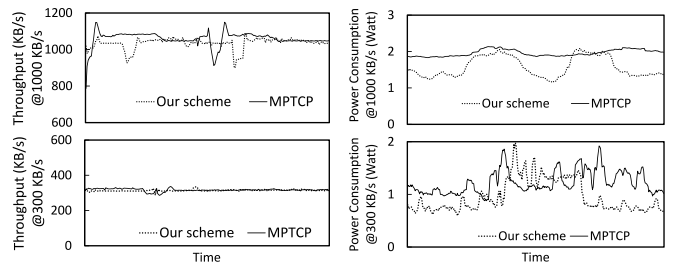 Throughput (KB/s)
@1000 KB/s
1200
1000
800
600
Our scheme
MPTCP
Power Consumption
@1000 KB/s (Watt)
3
2
1
0
Our scheme
MPTCP
Throughput (KB/s)
@300 KB/s
600
400
200
0
Our scheme
MPTCP
Time
Power Consumption
@300 KB/s (Watt)
2
1
0
Our scheme
MPTCP
Time